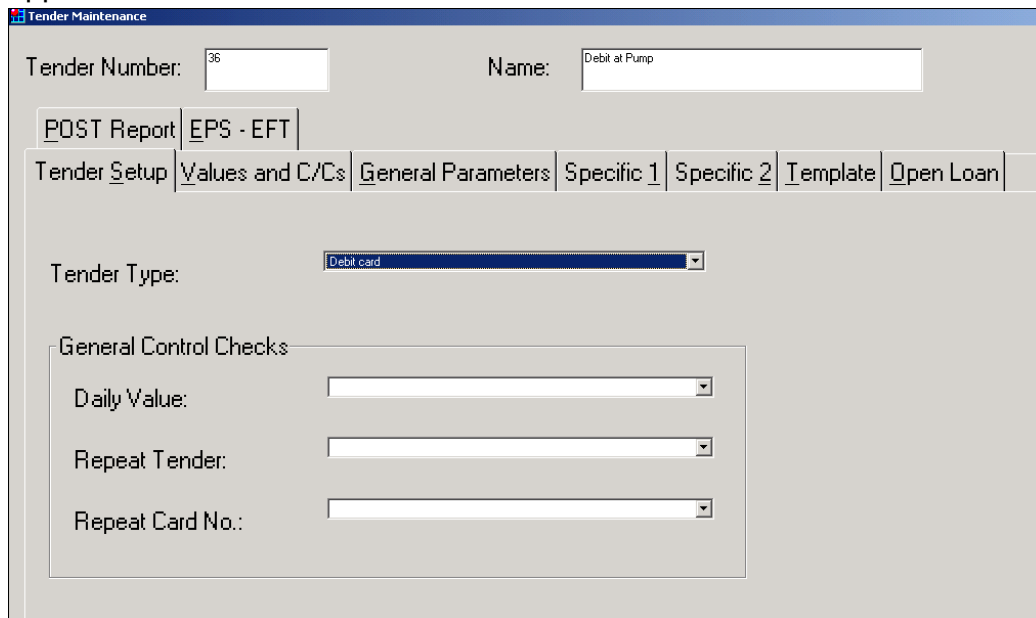 Tender Maintenance
Tender Number: 36 Name: Debit at Pump
POST Report EPS - EFT
Tender Setup Values and C/Cs General Parameters Specific 1 Specific 2 Template Open Loan
Tender Type: Debit card
General Control Checks
Daily Value:
Repeat Tender:
Repeat Card No.: